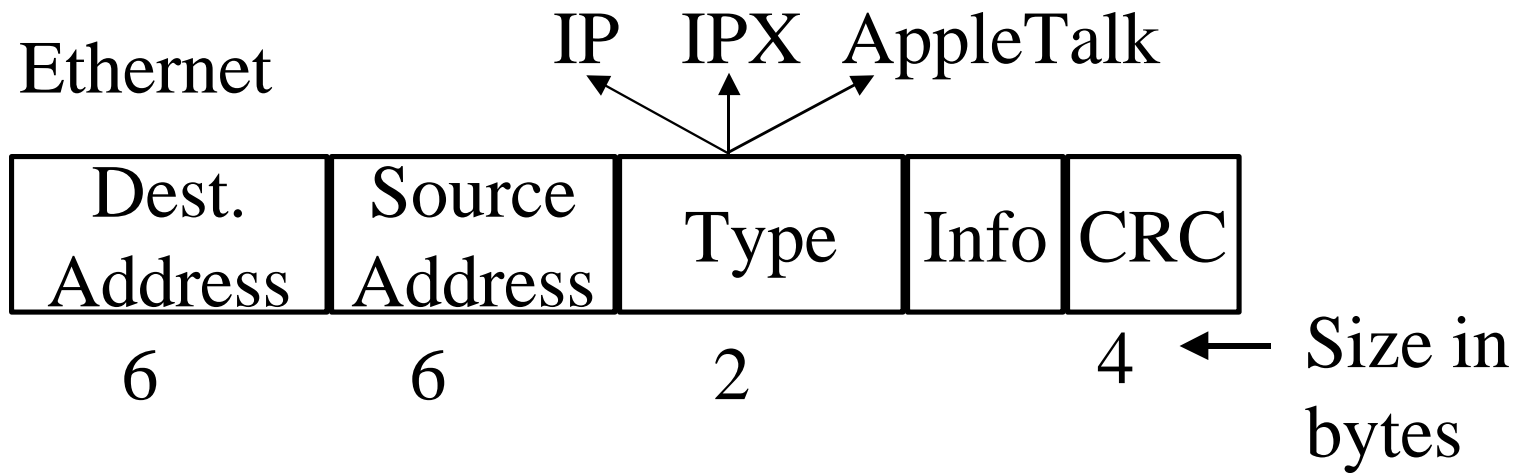 IP IPX AppleTalk
Ethernet
Dest. Address
Source Address
Type
Info
CRC
6 6 2 4
Size in
bytes